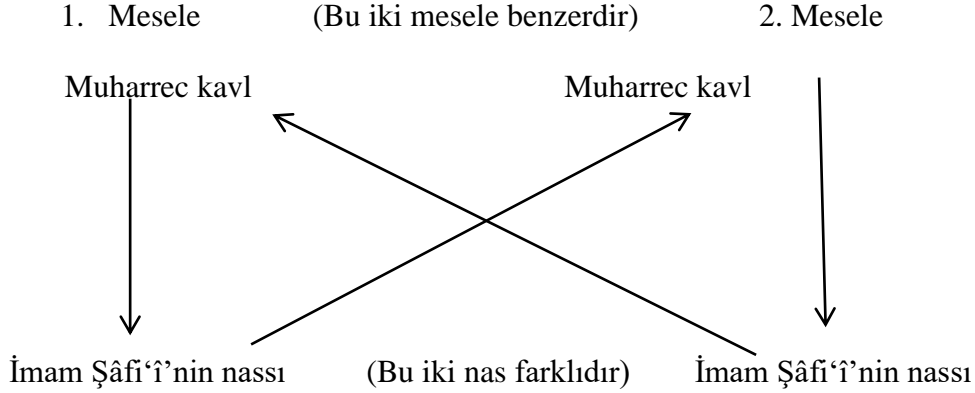 1. Mesele (Bu iki mesele benzerdir) 2. Mesele
Muharrec kavl Muharrec kavl
İmam Şâfi‘î’nin nassı (Bu iki nas farklıdır) İmam Şâfi‘î’nin nassı